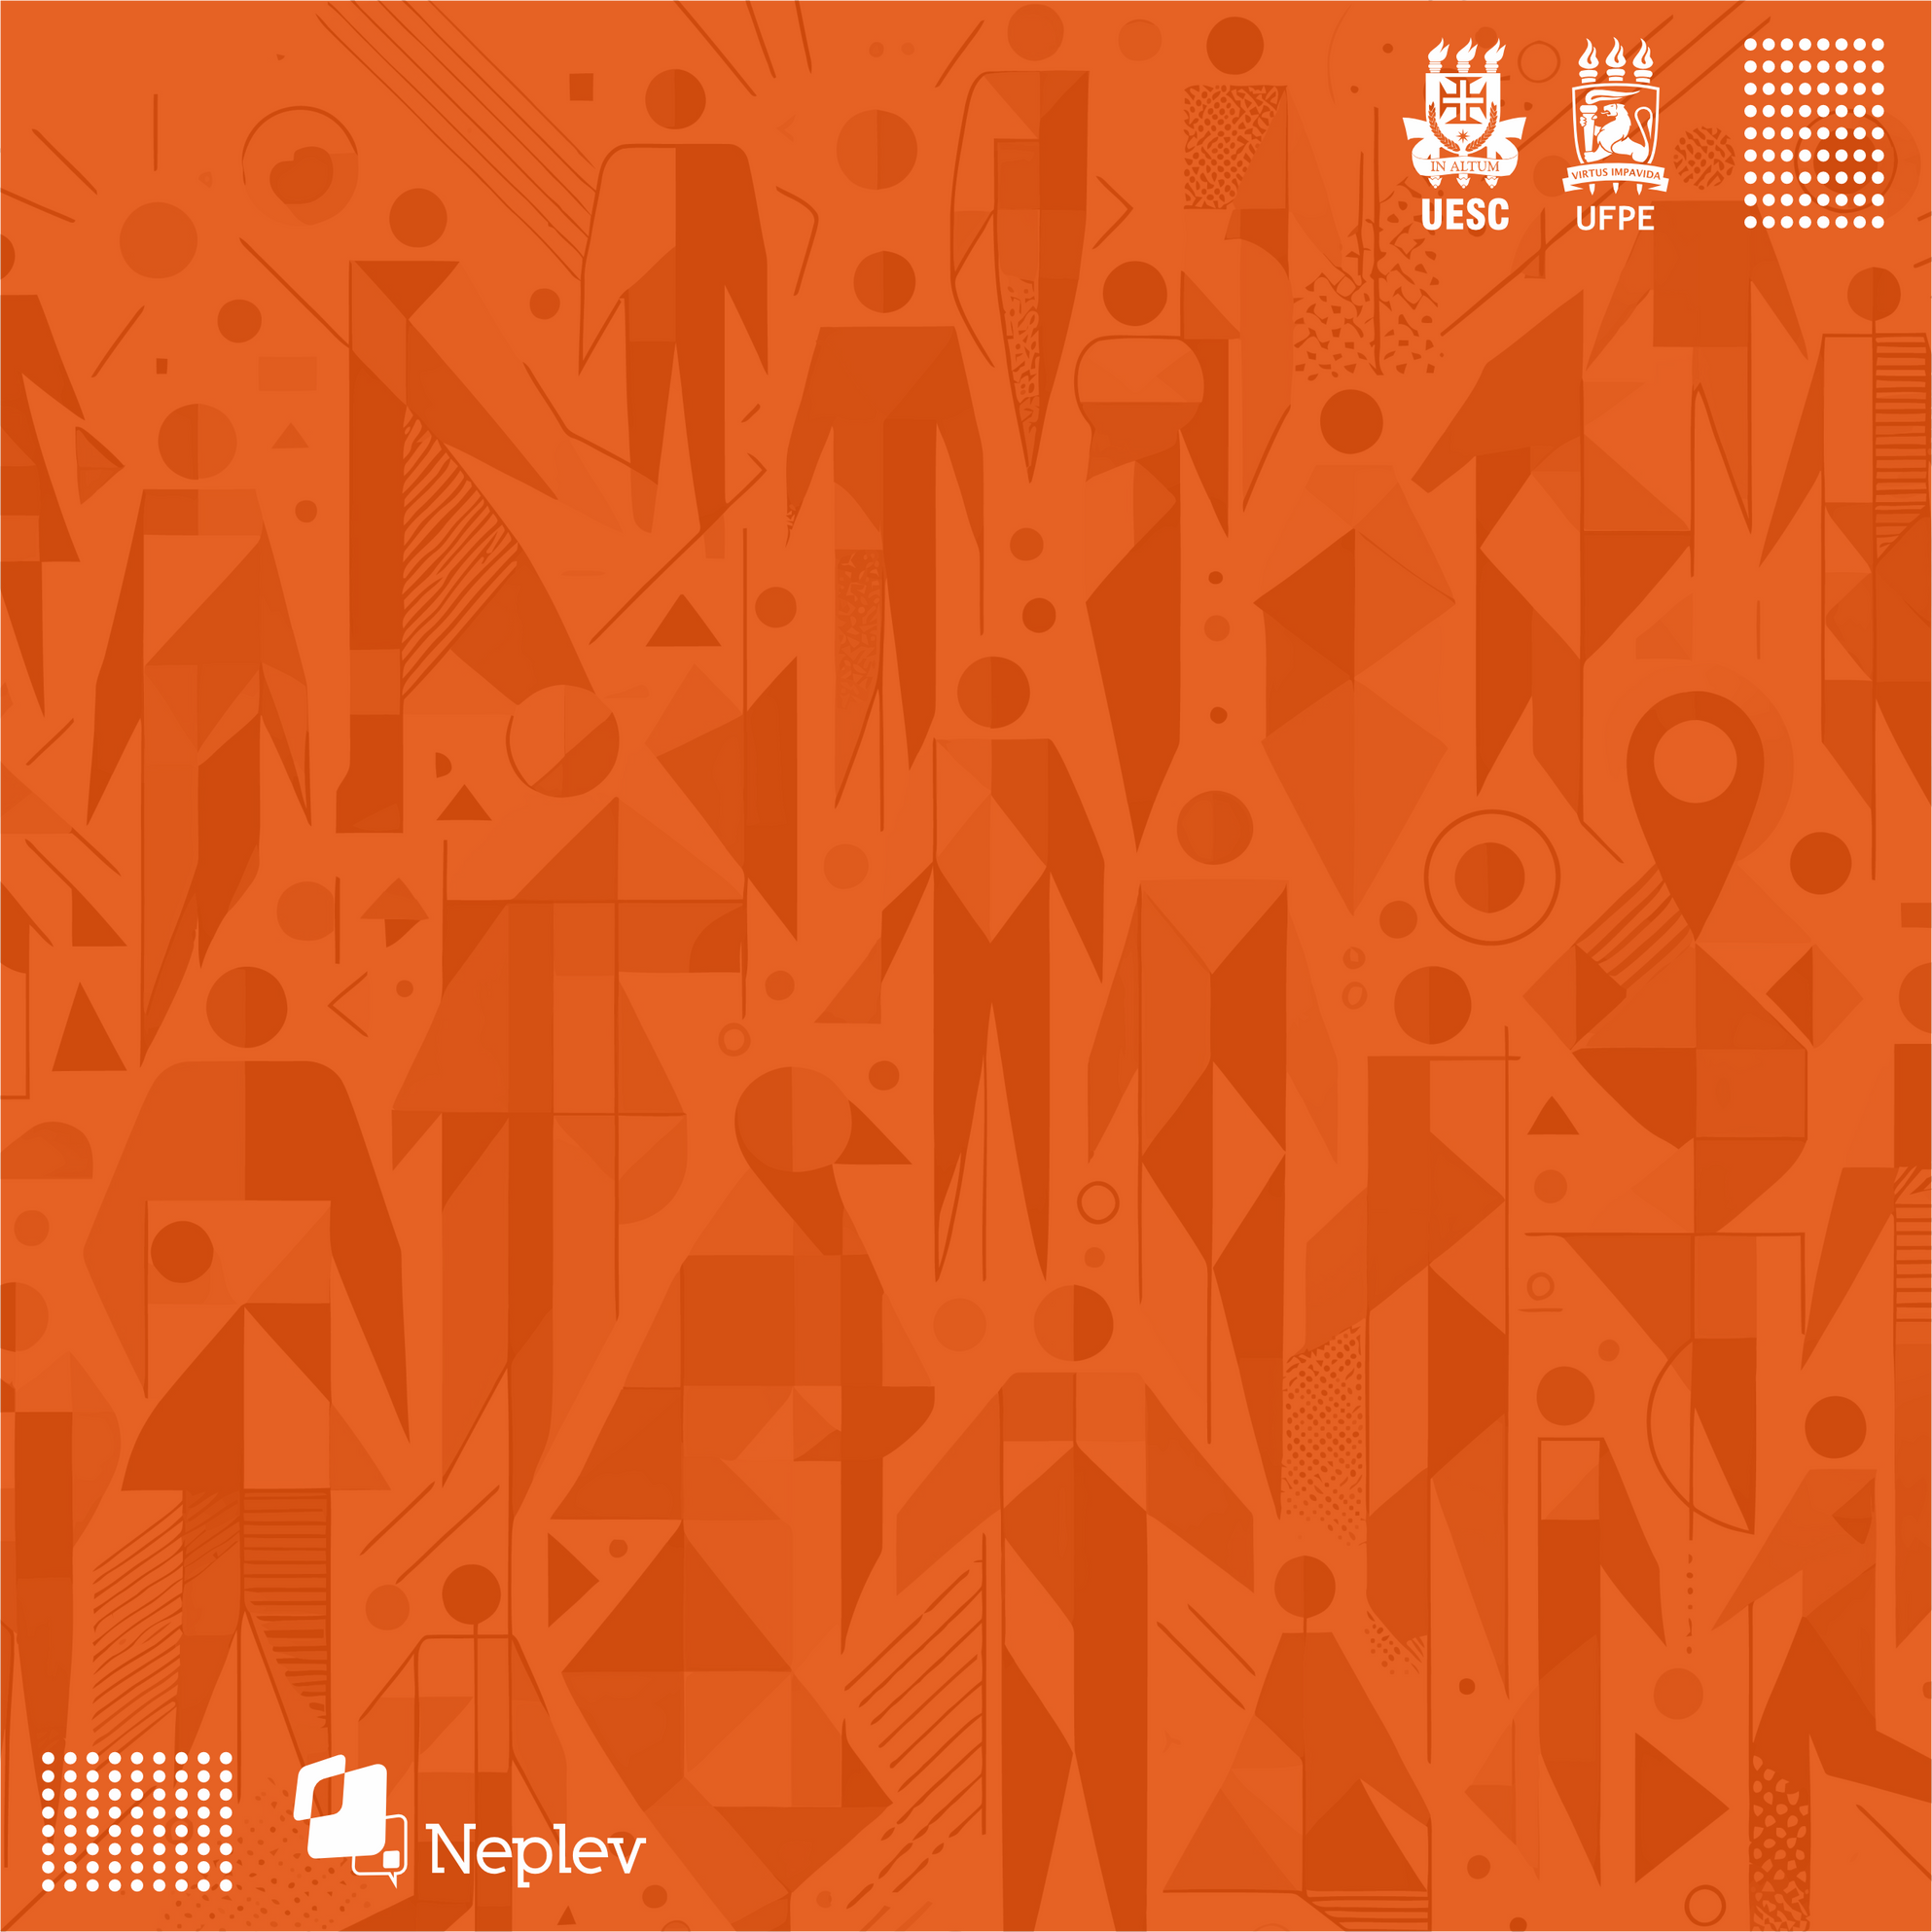 IN ALTUM
UESC
VIRTUS IMPAVIDA
UFPE
Neplev